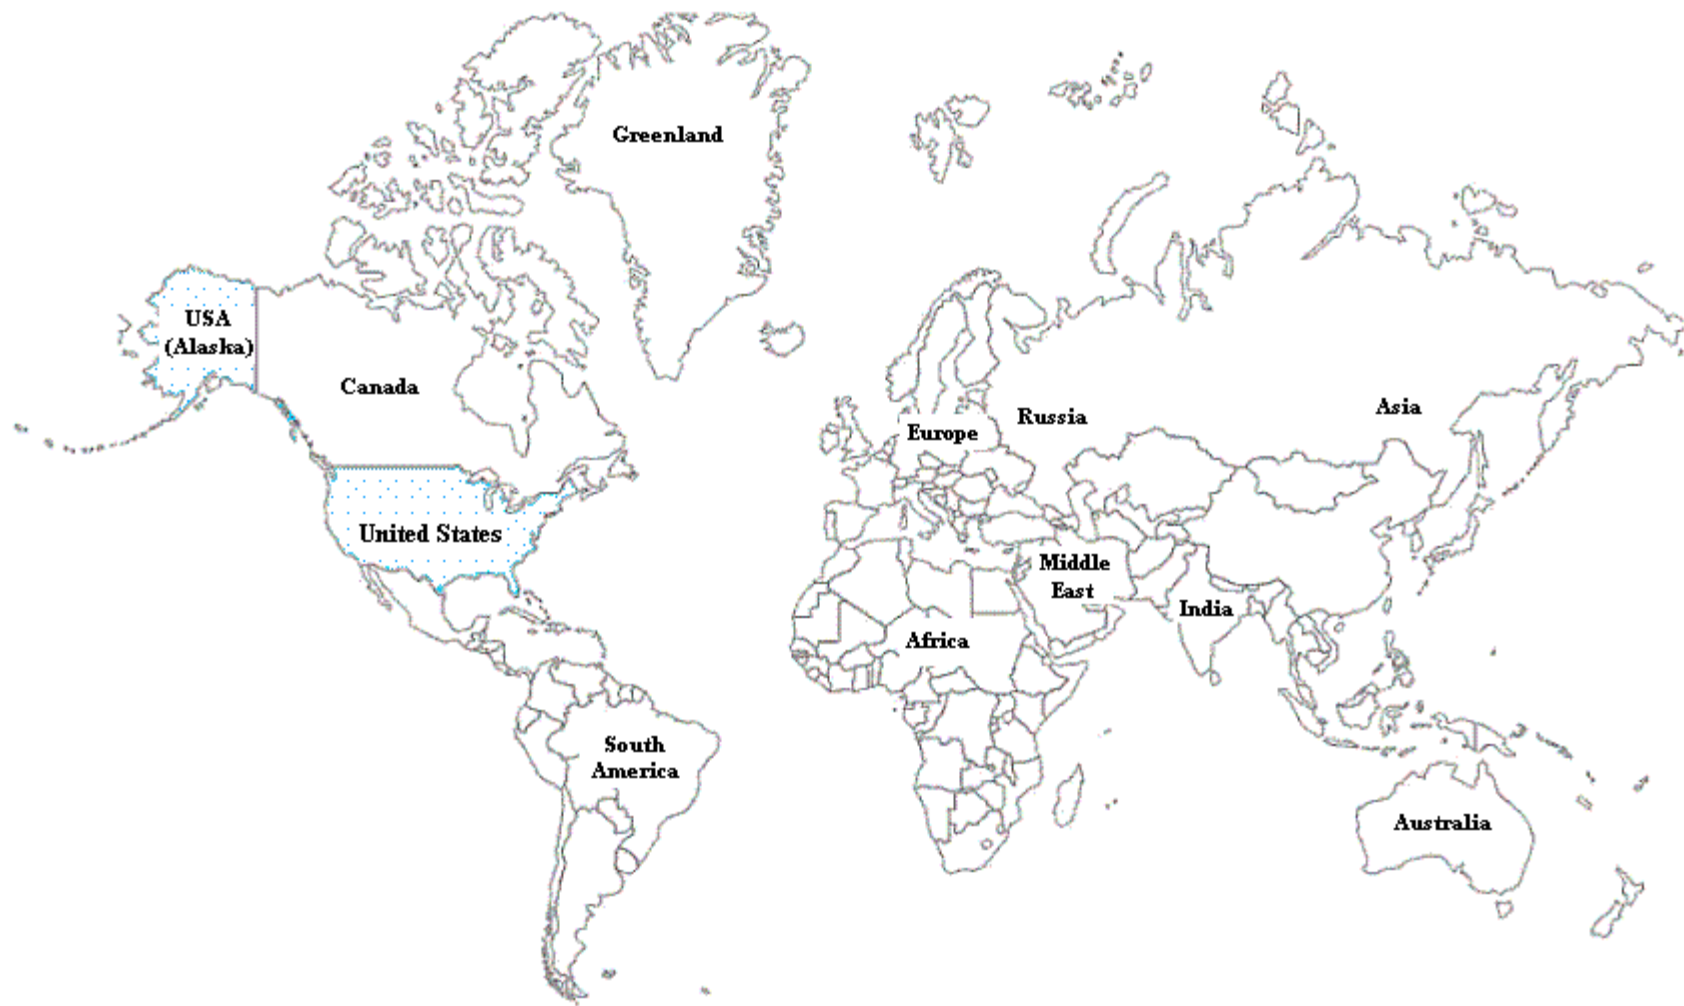 Greenland
USA
(Alaska)
Canada
Asia
Russia
Europe
United States
Middle
East
India
Africa
South
America
Australia